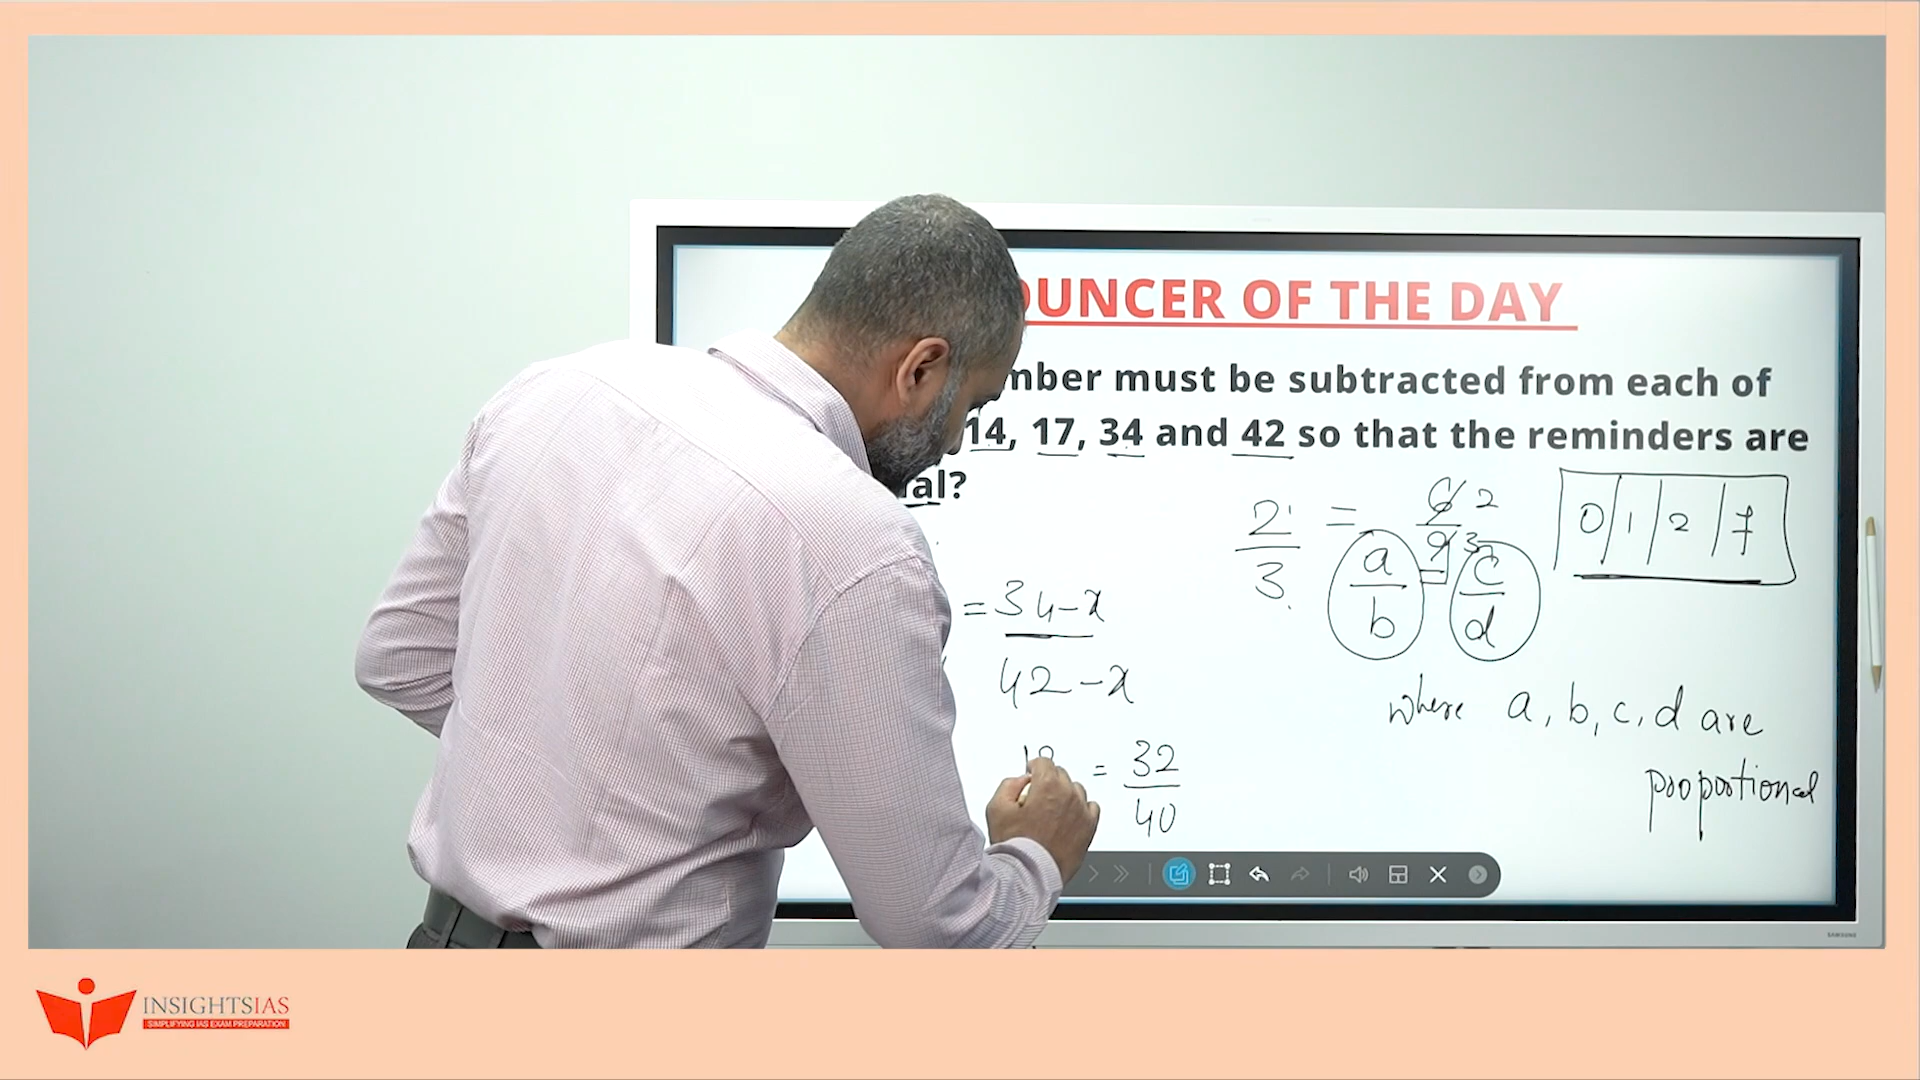 OUNCER OF THE DAY
mber must be subtracted from each of
14, 17, 34 and 42 so that the reminders are
al?
2/3 = 6/9 2 3
a/b c/d
0 | 1 | 2 | 7
= 34-x
42-x
where a, b, c, d are
proportional
= 32/40
SAMSUNG
INSIGHTSIAS
SIMPLIFYING IAS EXAM PREPARATION